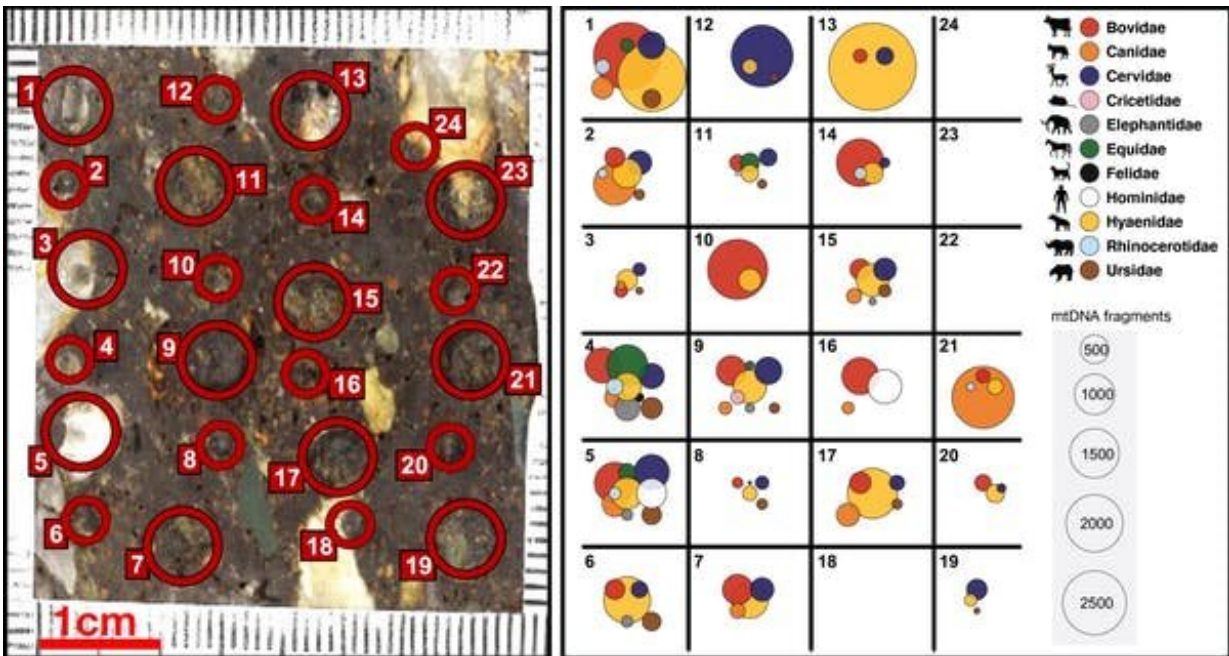 1
2
3
4
5
6
7
8
9
10
11
12
13
14
15
16
17
18
19
20
21
22
23
24
1cm
1 12 13 24
2 11 14 23
3 10 15 22
4 9 16 21
5 8 17 20
6 7 18 19
Bovidae
Canidae
Cervidae
Cricetidae
Elephantidae
Equidae
Felidae
Hominidae
Hyaenidae
Rhinocerotidae
Ursidae
mtDNA fragments
500
1000
1500
2000
2500